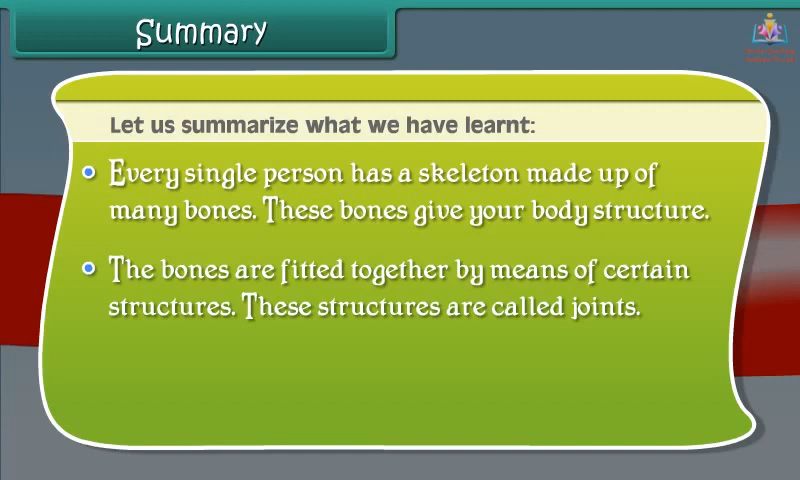 Summary
Let us summarize what we have learnt:
Every single person has a skeleton made up of
many bones. These bones give your body structure.
The bones are fitted together by means of certain
structures. These structures are called joints.